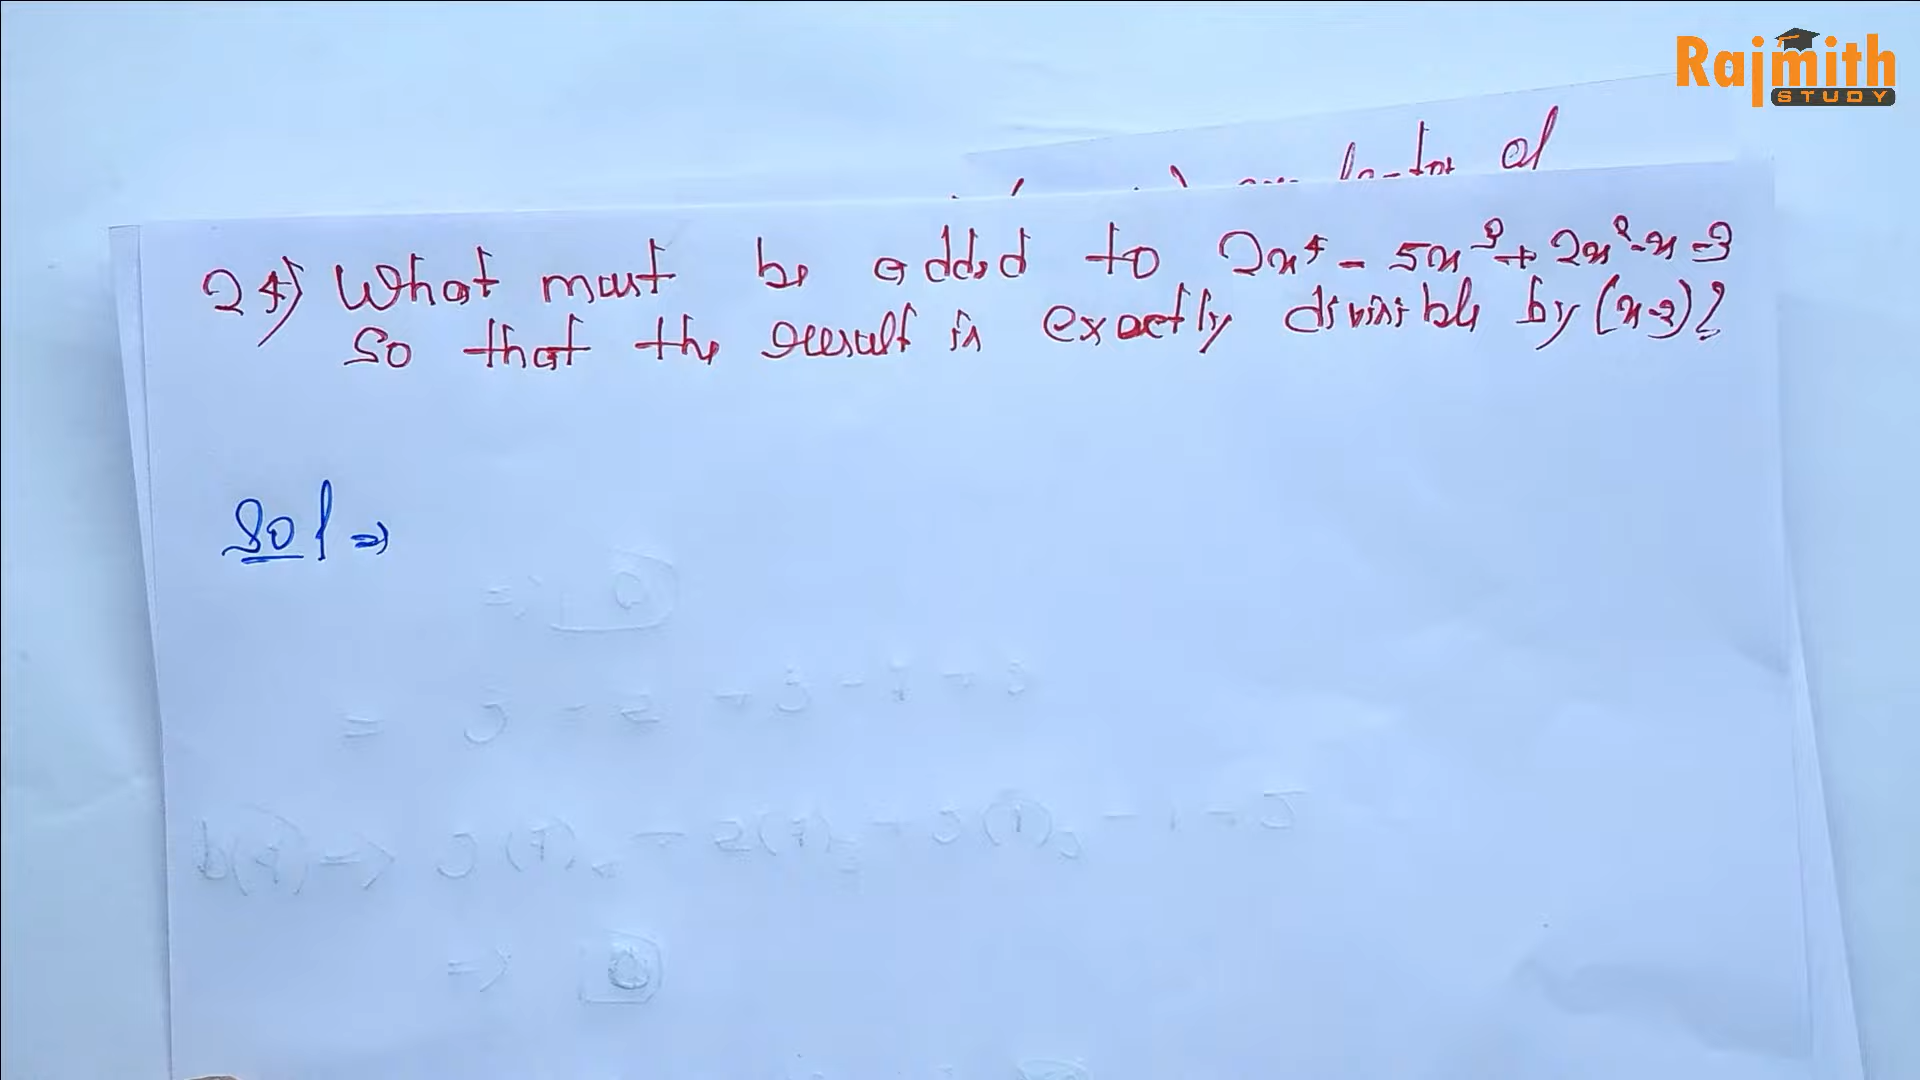 Rajmith
STUDY
of
24) What must be added to 2x⁴ - 5x³ + 2x² - x - 3
So that the result is exactly divisible by (x-2)?
Sol ⇒